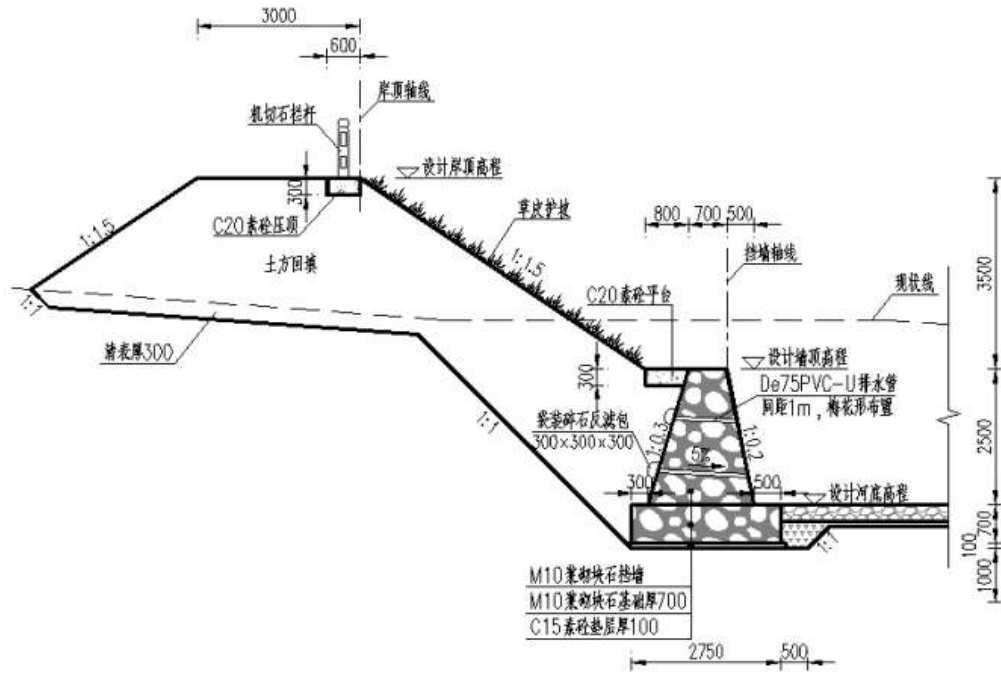 3000
600
岸顶轴线
机切石栏杆
设计岸顶高程
300
C20素砼压顶
草皮护坡
800 700 500
1:1.5
土方回填
1:1.5
挡墙轴线
3500
C20素砼平台
现状线
1:1
清表厚300
设计墙顶高程
300
De75PVC-U排水管
间距1m，梅花形布置
1:1
袋装碎石反滤包
300×300×300
1:0.3
1:0.2
2500
5%
300
500
设计河底高程
700
1:1
100
1000
M10浆砌块石挡墙
M10浆砌块石基础厚700
C15素砼垫层厚100
2750
500